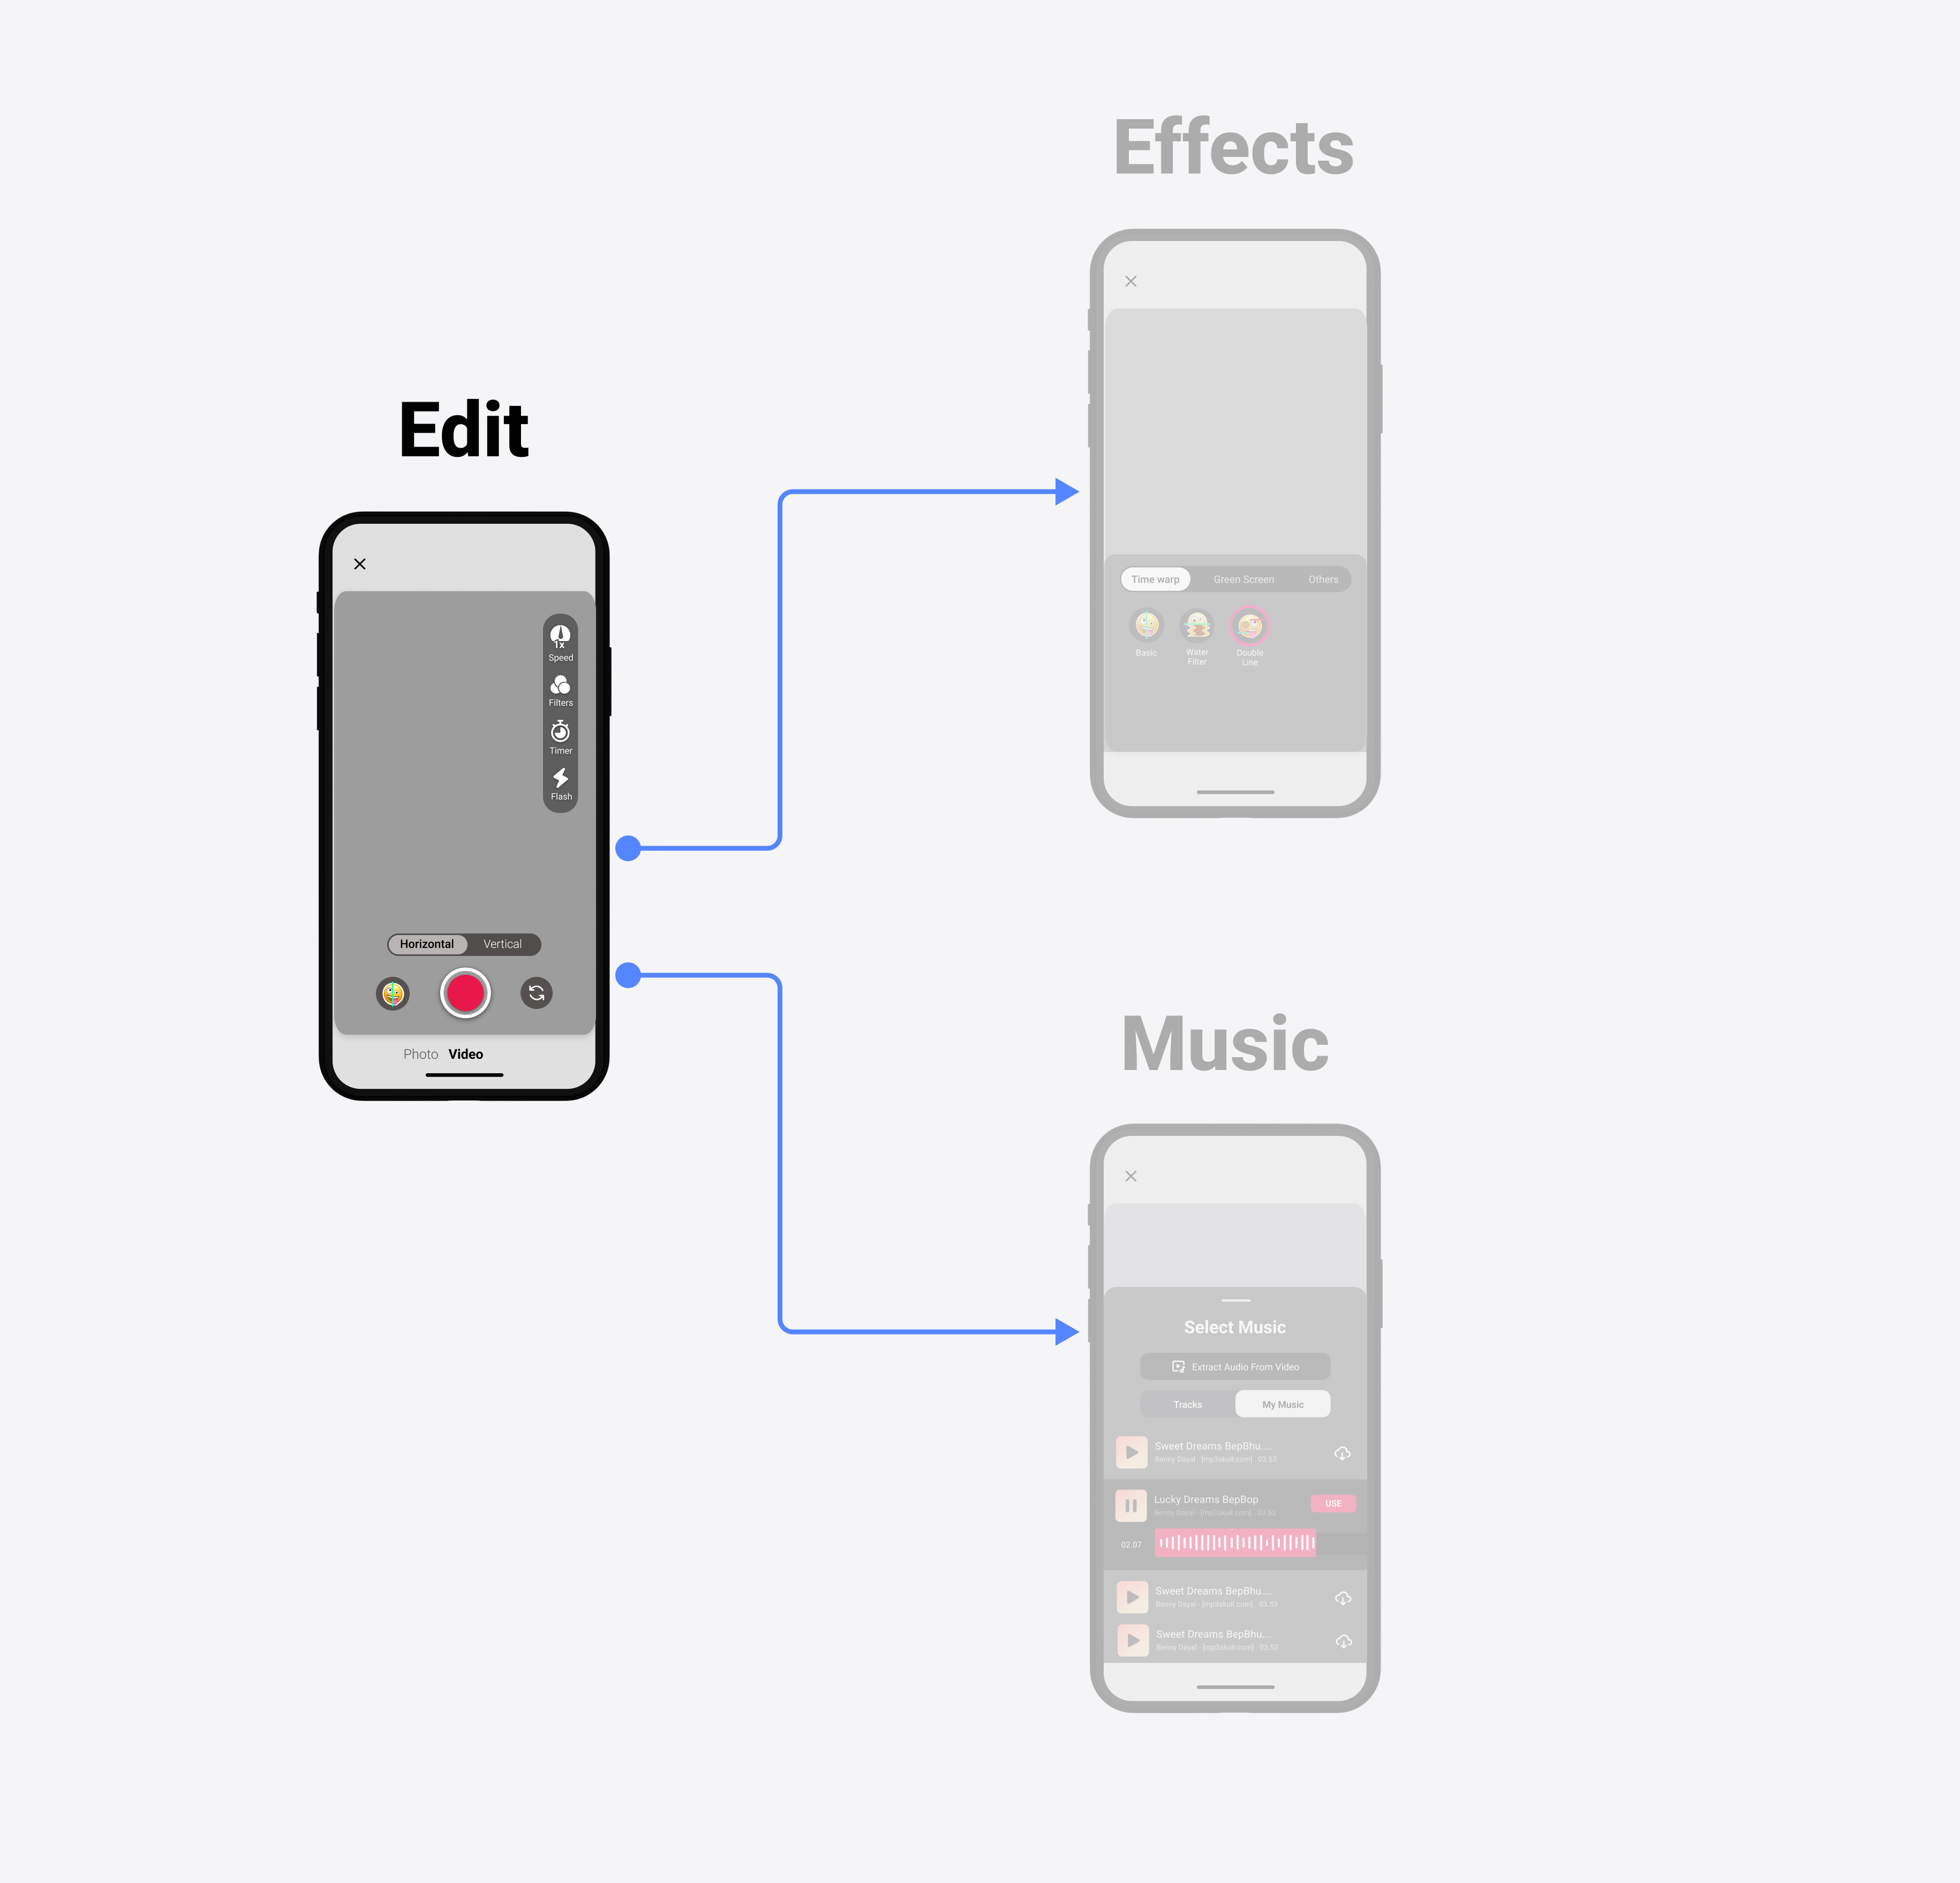 Effects
Edit
1x
Speed
Filters
Timer
Flash
Horizontal Vertical
Photo Video
Time warp Green Screen Others
Basic
Water
Filter
Double
Line
Music
Select Music
Extract Audio From Video
Tracks My Music
Sweet Dreams BepBhu....
Benny Dayal - [mp3skull.com] . 03.53
Lucky Dreams BepBop
Benny Dayal - [mp3skull.com] . 03.53
USE
02.07
Sweet Dreams BepBhu....
Benny Dayal - [mp3skull.com] . 03.53
Sweet Dreams BepBhu....
Benny Dayal - [mp3skull.com] . 03.53